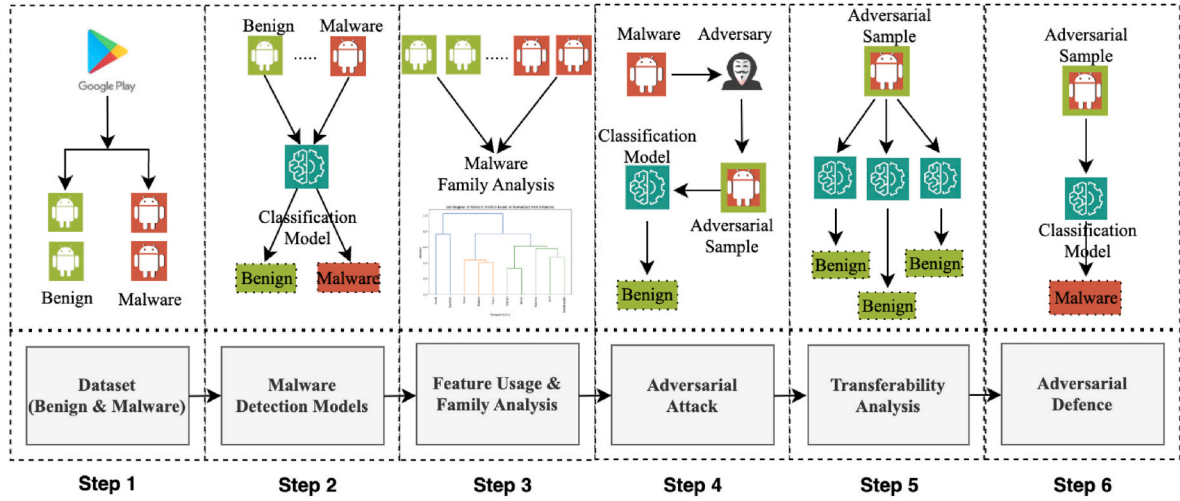 Google Play
Benign
Malware
Dataset
(Benign & Malware)
Step 1
Benign ...... Malware
Classification
Model
Benign
Malware
Malware
Detection Models
Step 2
Malware
Family Analysis
Feature Usage &
Family Analysis
Step 3
Malware
Adversary
Classification
Model
Adversarial
Sample
Benign
Adversarial
Attack
Step 4
Adversarial
Sample
Benign
Benign
Benign
Transferability
Analysis
Step 5
Adversarial
Sample
Classification
Model
Malware
Adversarial
Defence
Step 6